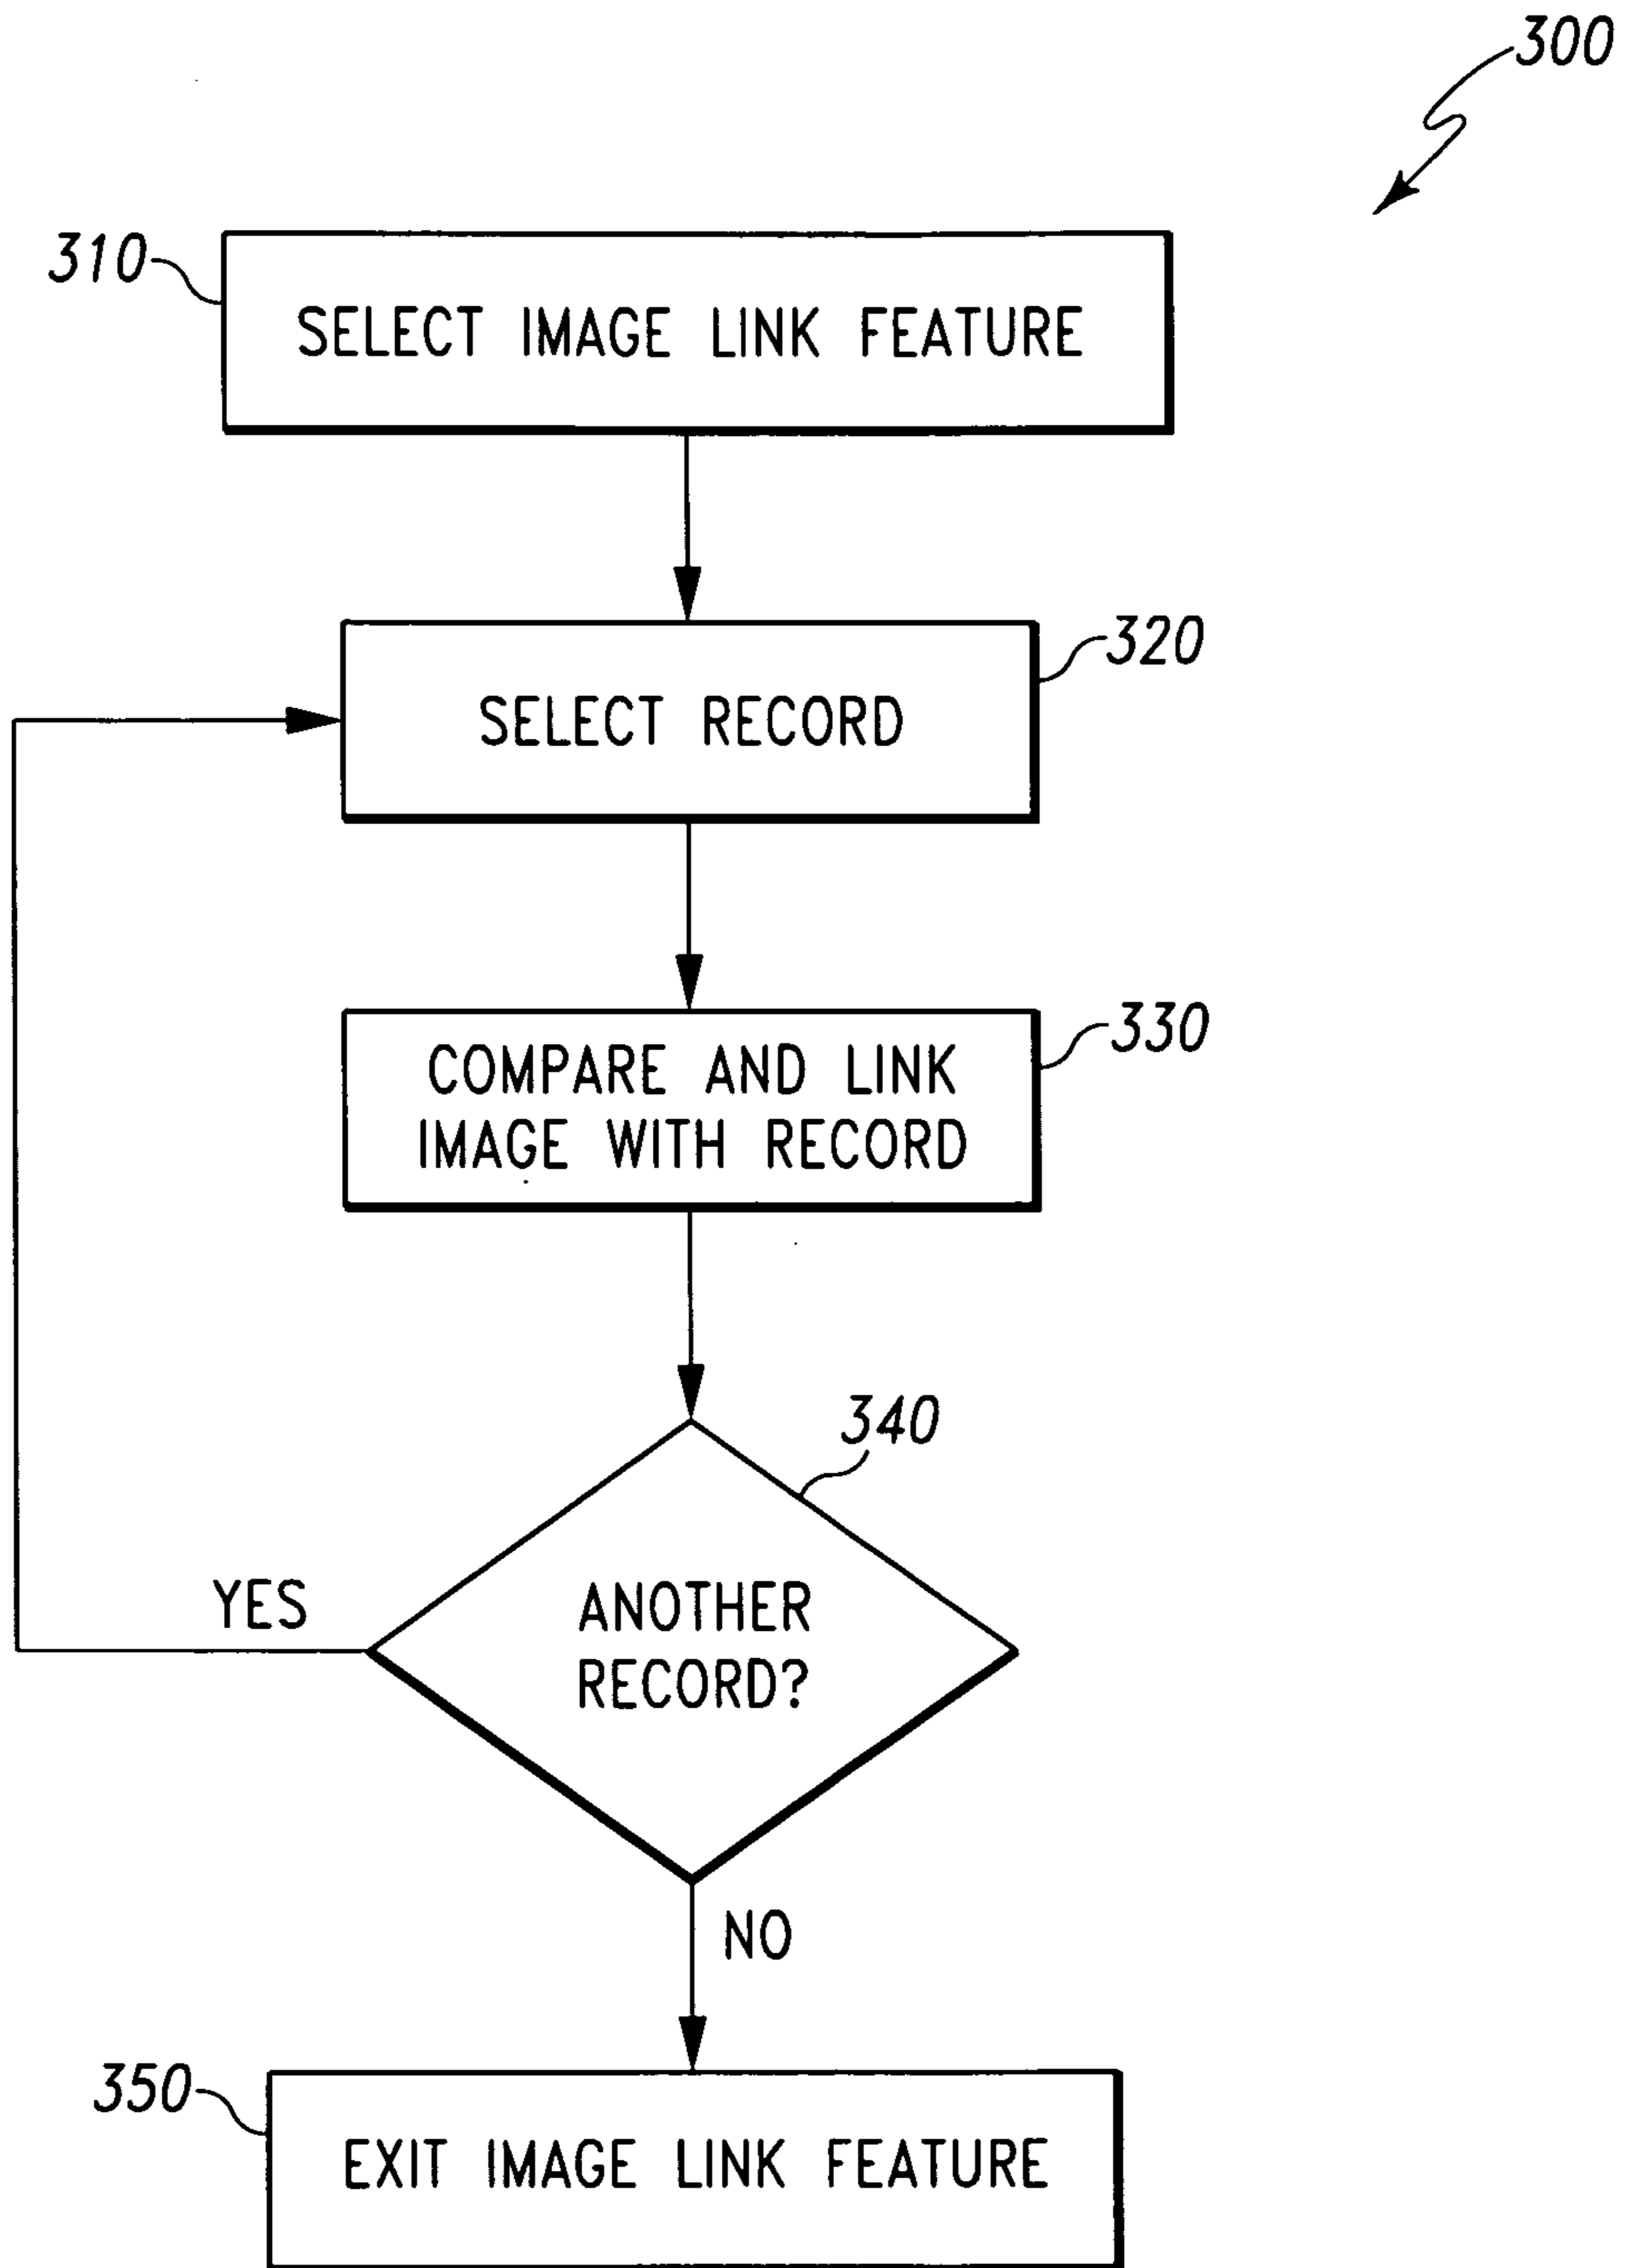 300
310
SELECT IMAGE LINK FEATURE
320
SELECT RECORD
330
COMPARE AND LINK
IMAGE WITH RECORD
340
ANOTHER
RECORD?
YES
NO
350
EXIT IMAGE LINK FEATURE